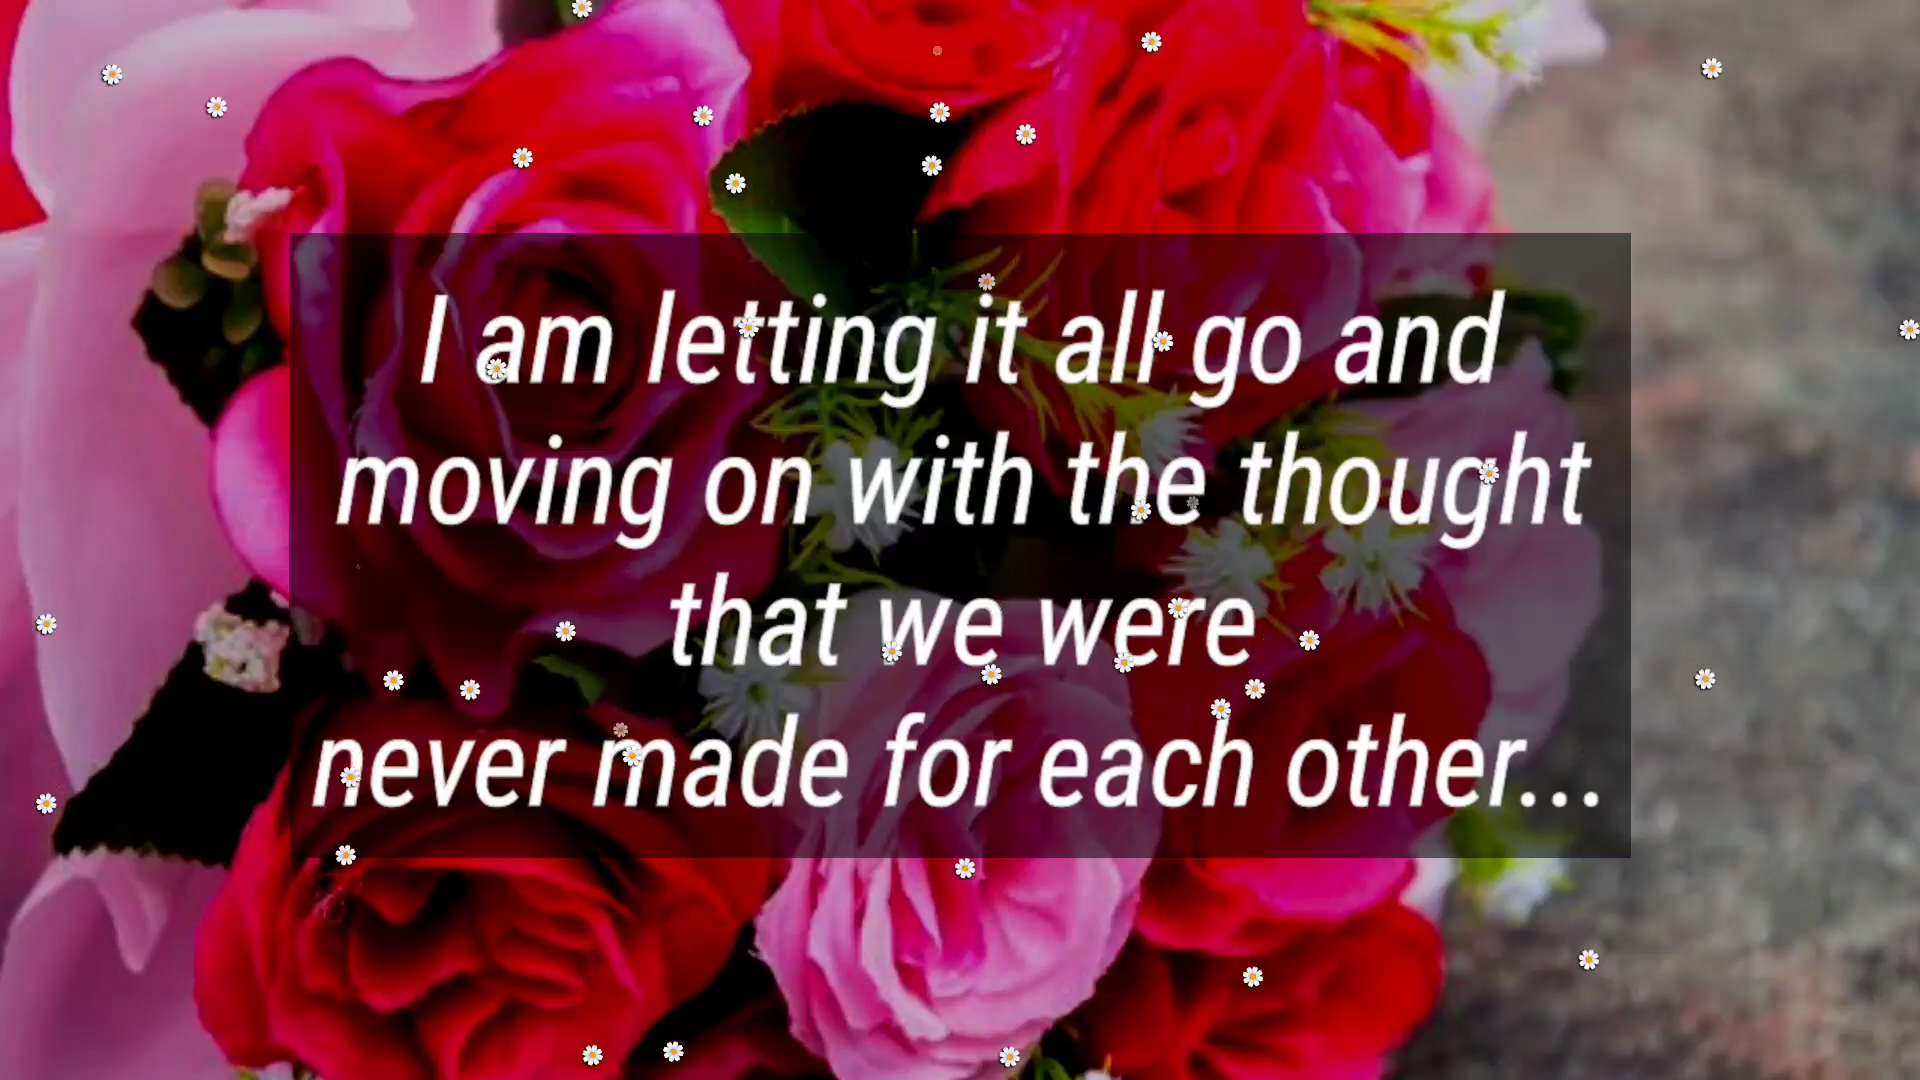 I am letting it all go and
moving on with the thought
that we were
never made for each other...